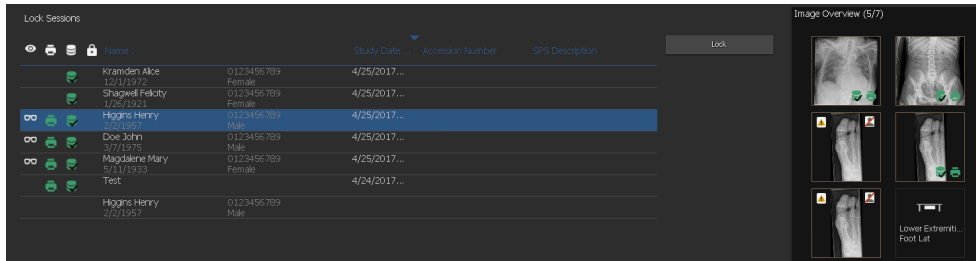 Lock Sessions
Image Overview (5/7)
Name : Study Date ... Accession Number SPS Description
Lock
Kramden Alice 0123456789 4/25/2017...
12/1/1972 Female
Shagwell Felicity 0123456789 4/25/2017...
1/26/1921 Female
Higgins Henry 0123456789 4/25/2017...
2/2/1957 Male
Doe John 0123456789 4/25/2017...
3/7/1975 Male
Magdalene Mary 0123456789 4/25/2017...
5/11/1933 Female
Test 4/24/2017...
Higgins Henry 0123456789
2/2/1957 Male
Lower Extremiti...
Foot Lat